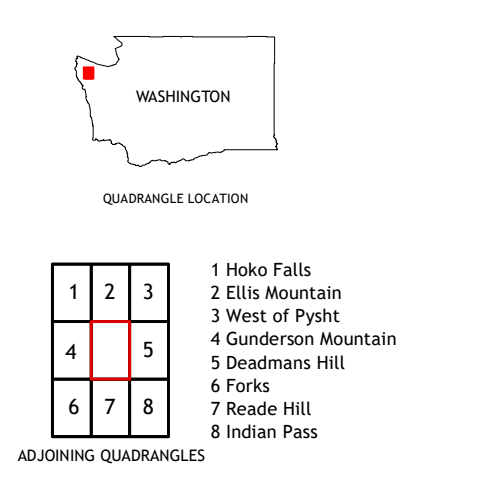 WASHINGTON
QUADRANGLE LOCATION
1 2 3
4 5
6 7 8
ADJOINING QUADRANGLES
1 Hoko Falls
2 Ellis Mountain
3 West of Pysht
4 Gunderson Mountain
5 Deadmans Hill
6 Forks
7 Reade Hill
8 Indian Pass